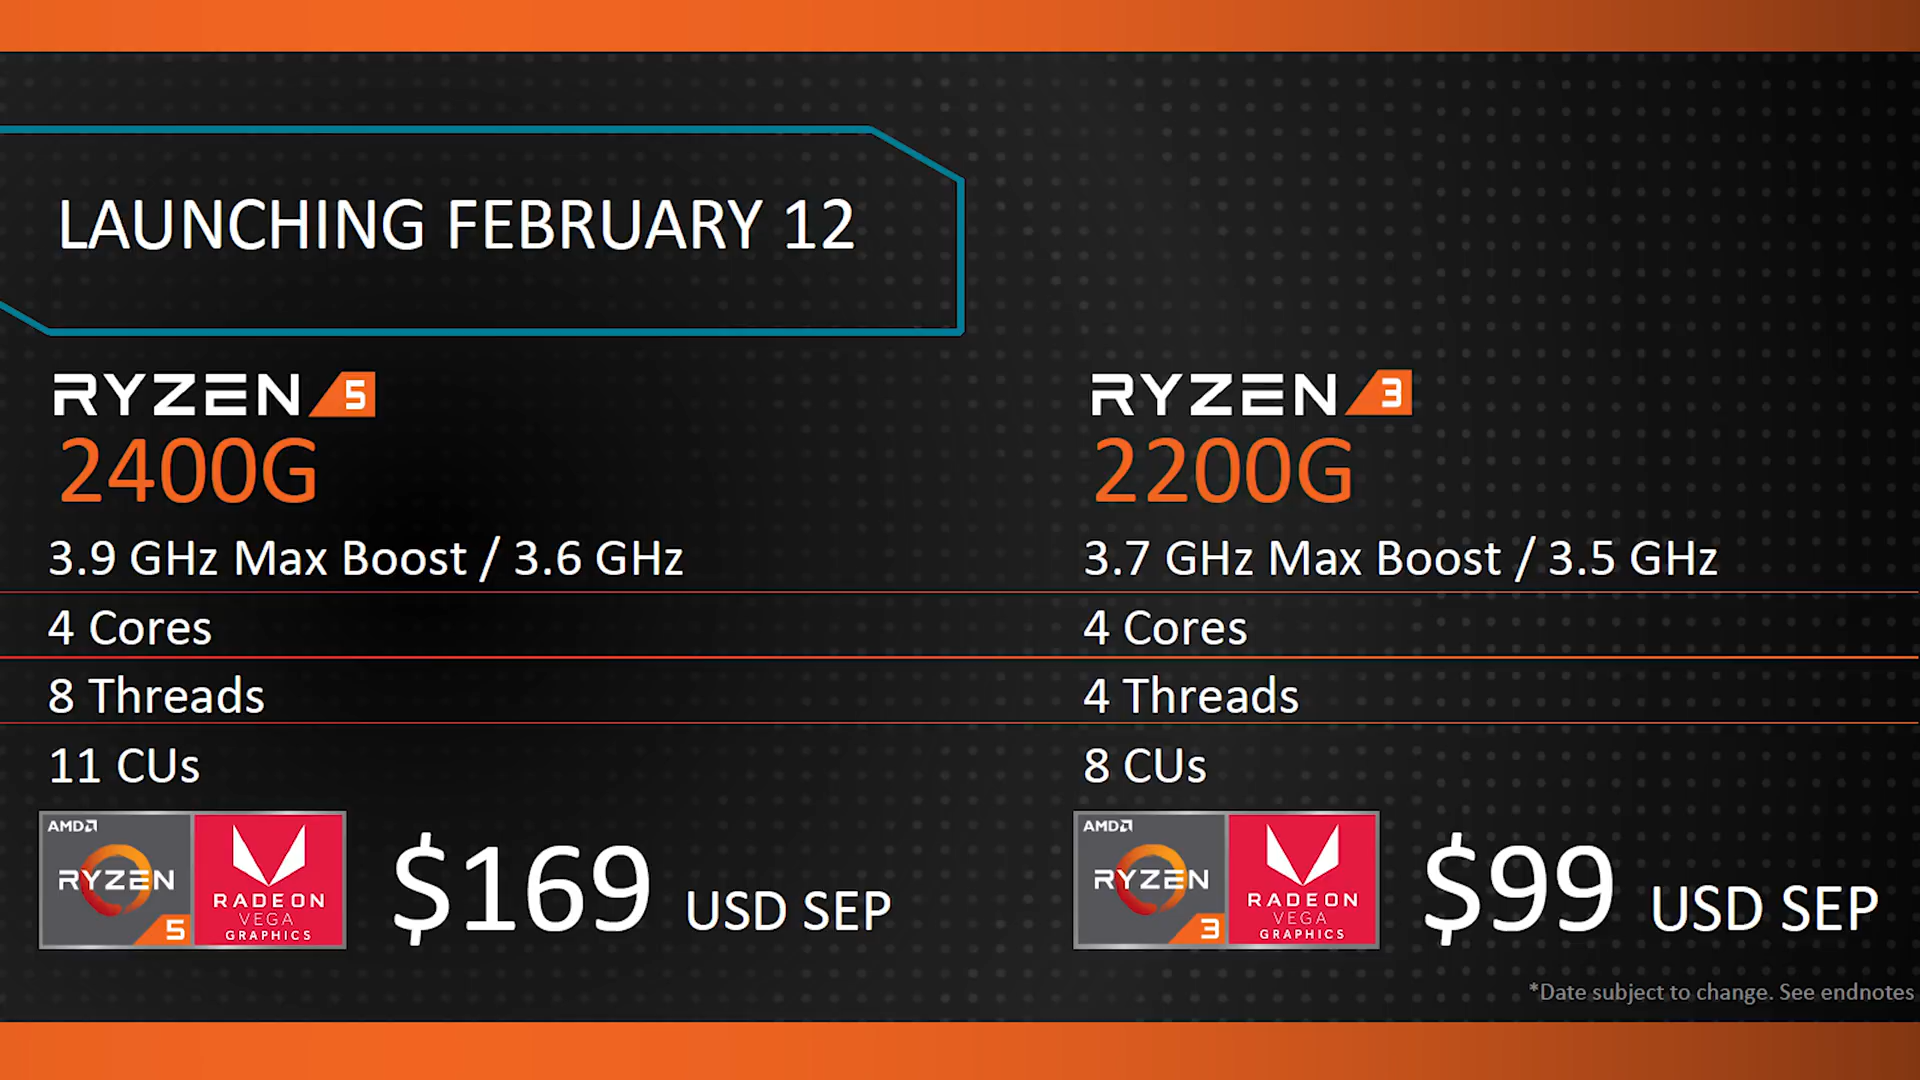 LAUNCHING FEBRUARY 12
RYZEN 5
2400G
3.9 GHz Max Boost / 3.6 GHz
4 Cores
8 Threads
11 CUs
AMD
RYZEN
5
RADEON
VEGA
GRAPHICS
$169 USD SEP
RYZEN 3
2200G
3.7 GHz Max Boost / 3.5 GHz
4 Cores
4 Threads
8 CUs
AMD
RYZEN
3
RADEON
VEGA
GRAPHICS
$99 USD SEP
*Date subject to change. See endnotes